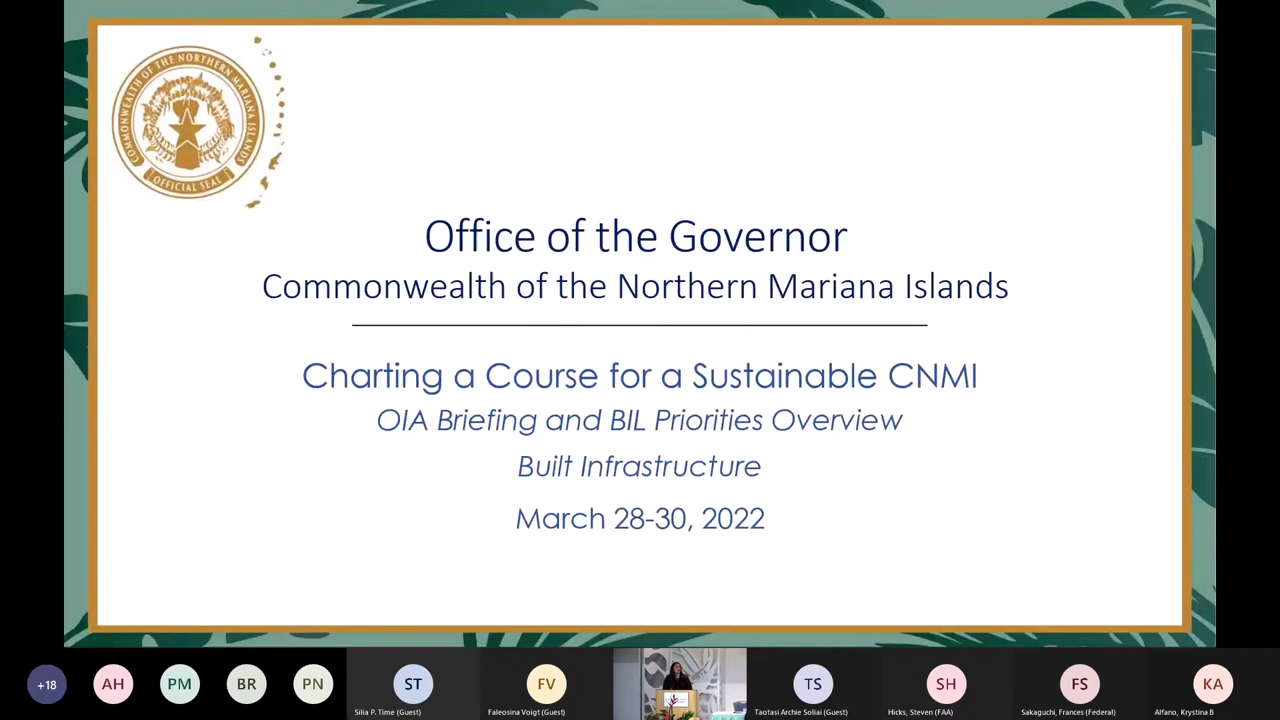 COMMONWEALTH OF THE NORTHERN MARIANA ISLANDS
OFFICIAL SEAL
Office of the Governor
Commonwealth of the Northern Mariana Islands
Charting a Course for a Sustainable CNMI
OIA Briefing and BIL Priorities Overview
Built Infrastructure
March 28-30, 2022
+18
AH
PM
BR
PN
ST
FV
TS
SH
FS
KA
Silia P. Time (Guest)
Faleosina Voigt (Guest)
Taotasi Archie Soliai (Guest)
Hicks, Steven (FAA)
Sakaguchi, Frances (Federal)
Alfano, Krystina B